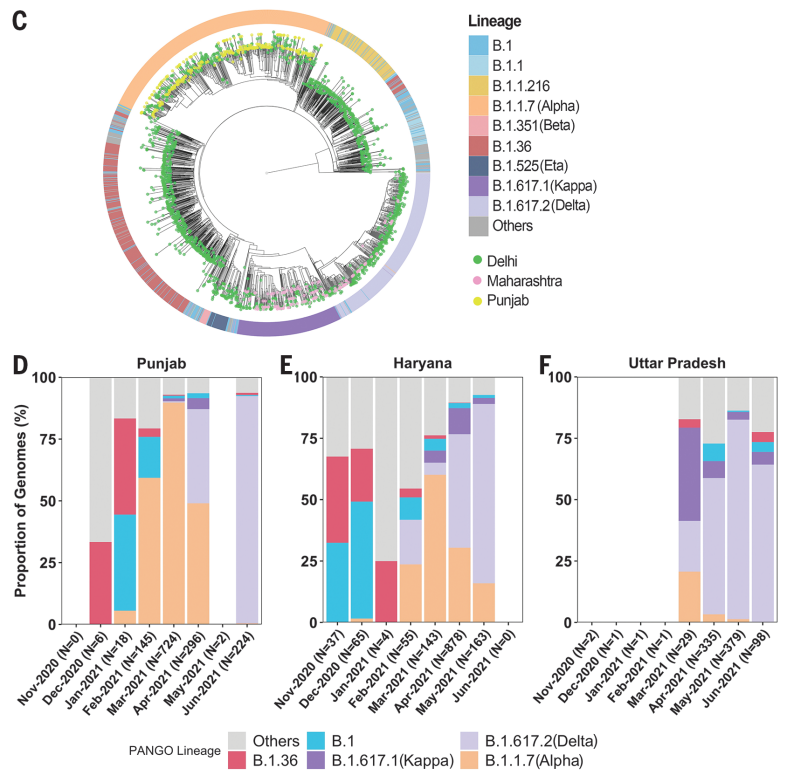 C
Lineage
B.1
B.1.1
B.1.1.216
B.1.1.7(Alpha)
B.1.351(Beta)
B.1.36
B.1.525(Eta)
B.1.617.1(Kappa)
B.1.617.2(Delta)
Others
Delhi
Maharashtra
Punjab
D
Punjab
Proportion of Genomes (%)
100
75
50
25
0
Nov-2020 (N=0)
Dec-2020 (N=6)
Jan-2021 (N=18)
Feb-2021 (N=145)
Mar-2021 (N=724)
Apr-2021 (N=296)
May-2021 (N=2)
Jun-2021 (N=224)
E
Haryana
100
75
50
25
0
Nov-2020 (N=37)
Dec-2020 (N=65)
Jan-2021 (N=4)
Feb-2021 (N=55)
Mar-2021 (N=143)
Apr-2021 (N=878)
May-2021 (N=163)
Jun-2021 (N=0)
F
Uttar Pradesh
100
75
50
25
0
Nov-2020 (N=2)
Dec-2020 (N=1)
Jan-2021 (N=1)
Feb-2021 (N=1)
Mar-2021 (N=29)
Apr-2021 (N=335)
May-2021 (N=379)
Jun-2021 (N=98)
PANGO Lineage
Others
B.1
B.1.617.2(Delta)
B.1.36
B.1.617.1(Kappa)
B.1.1.7(Alpha)